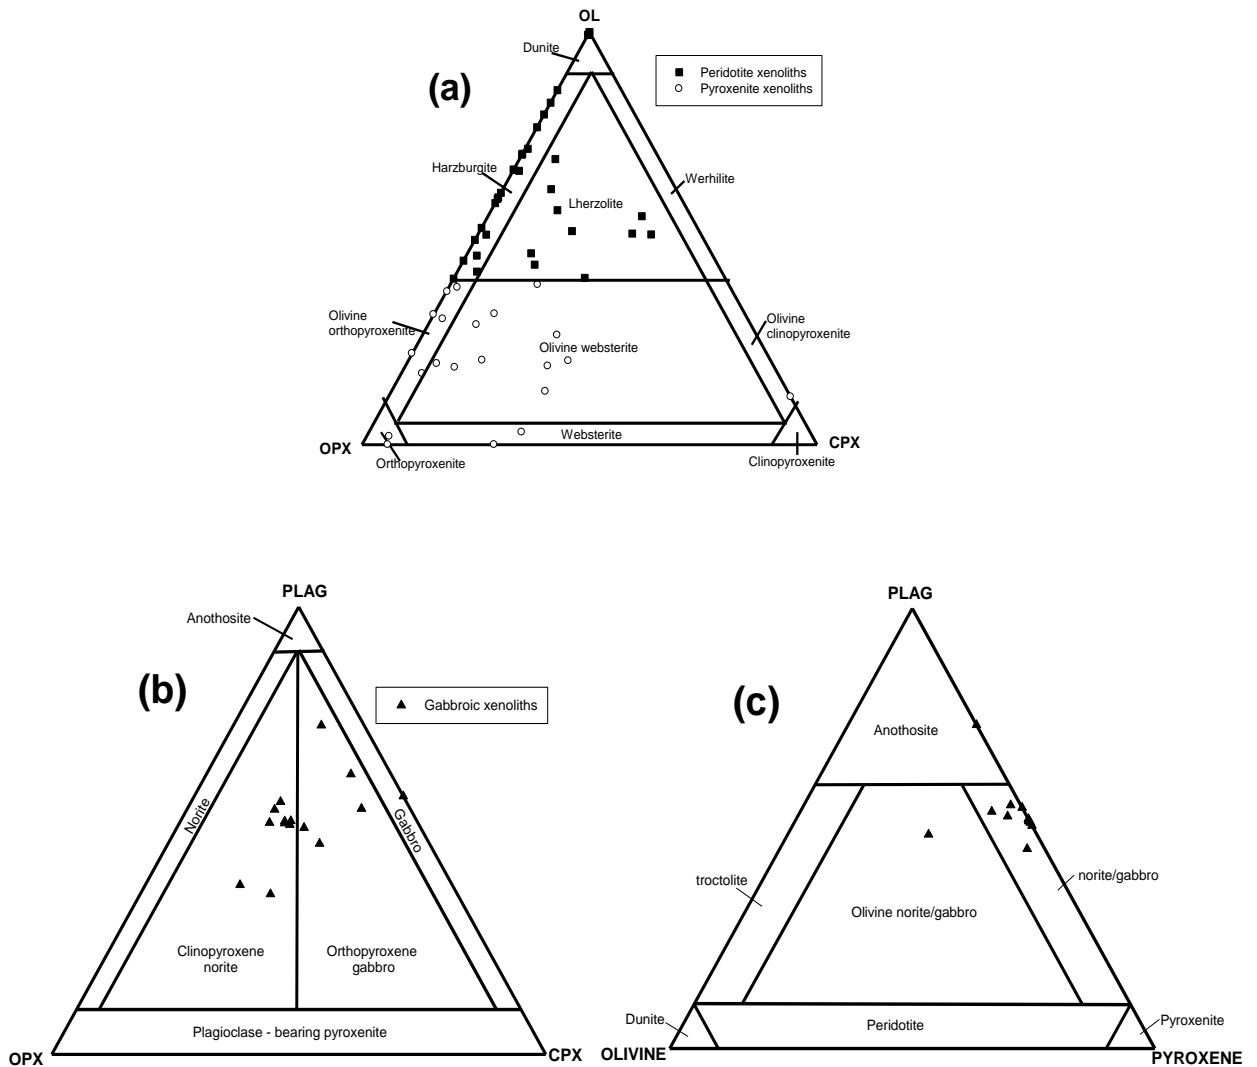 OL
Dunite
(a)
Peridotite xenoliths
Pyroxenite xenoliths
Harzburgite
Werhilite
Lherzolite
Olivine
orthopyroxenite
Olivine
clinopyroxenite
Olivine websterite
Websterite
OPX
CPX
Orthopyroxenite
Clinopyroxenite
PLAG
Anothosite
(b)
Gabbroic xenoliths
Norite
Gabbro
Clinopyroxene
norite
Orthopyroxene
gabbro
Plagioclase - bearing pyroxenite
OPX
CPX
PLAG
(c)
Anothosite
troctolite
norite/gabbro
Olivine norite/gabbro
Dunite
Peridotite
Pyroxenite
OLIVINE
PYROXENE